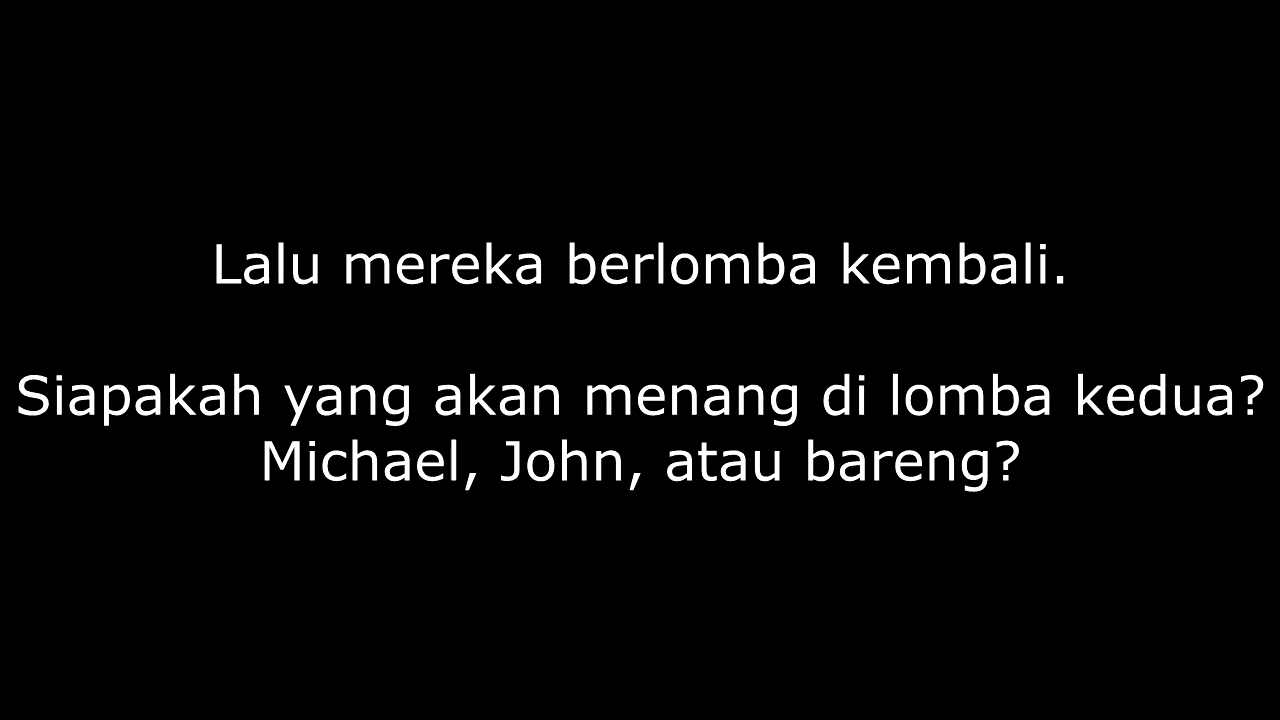 Lalu mereka berlomba kembali.
Siapakah yang akan menang di lomba kedua?
Michael, John, atau bareng?